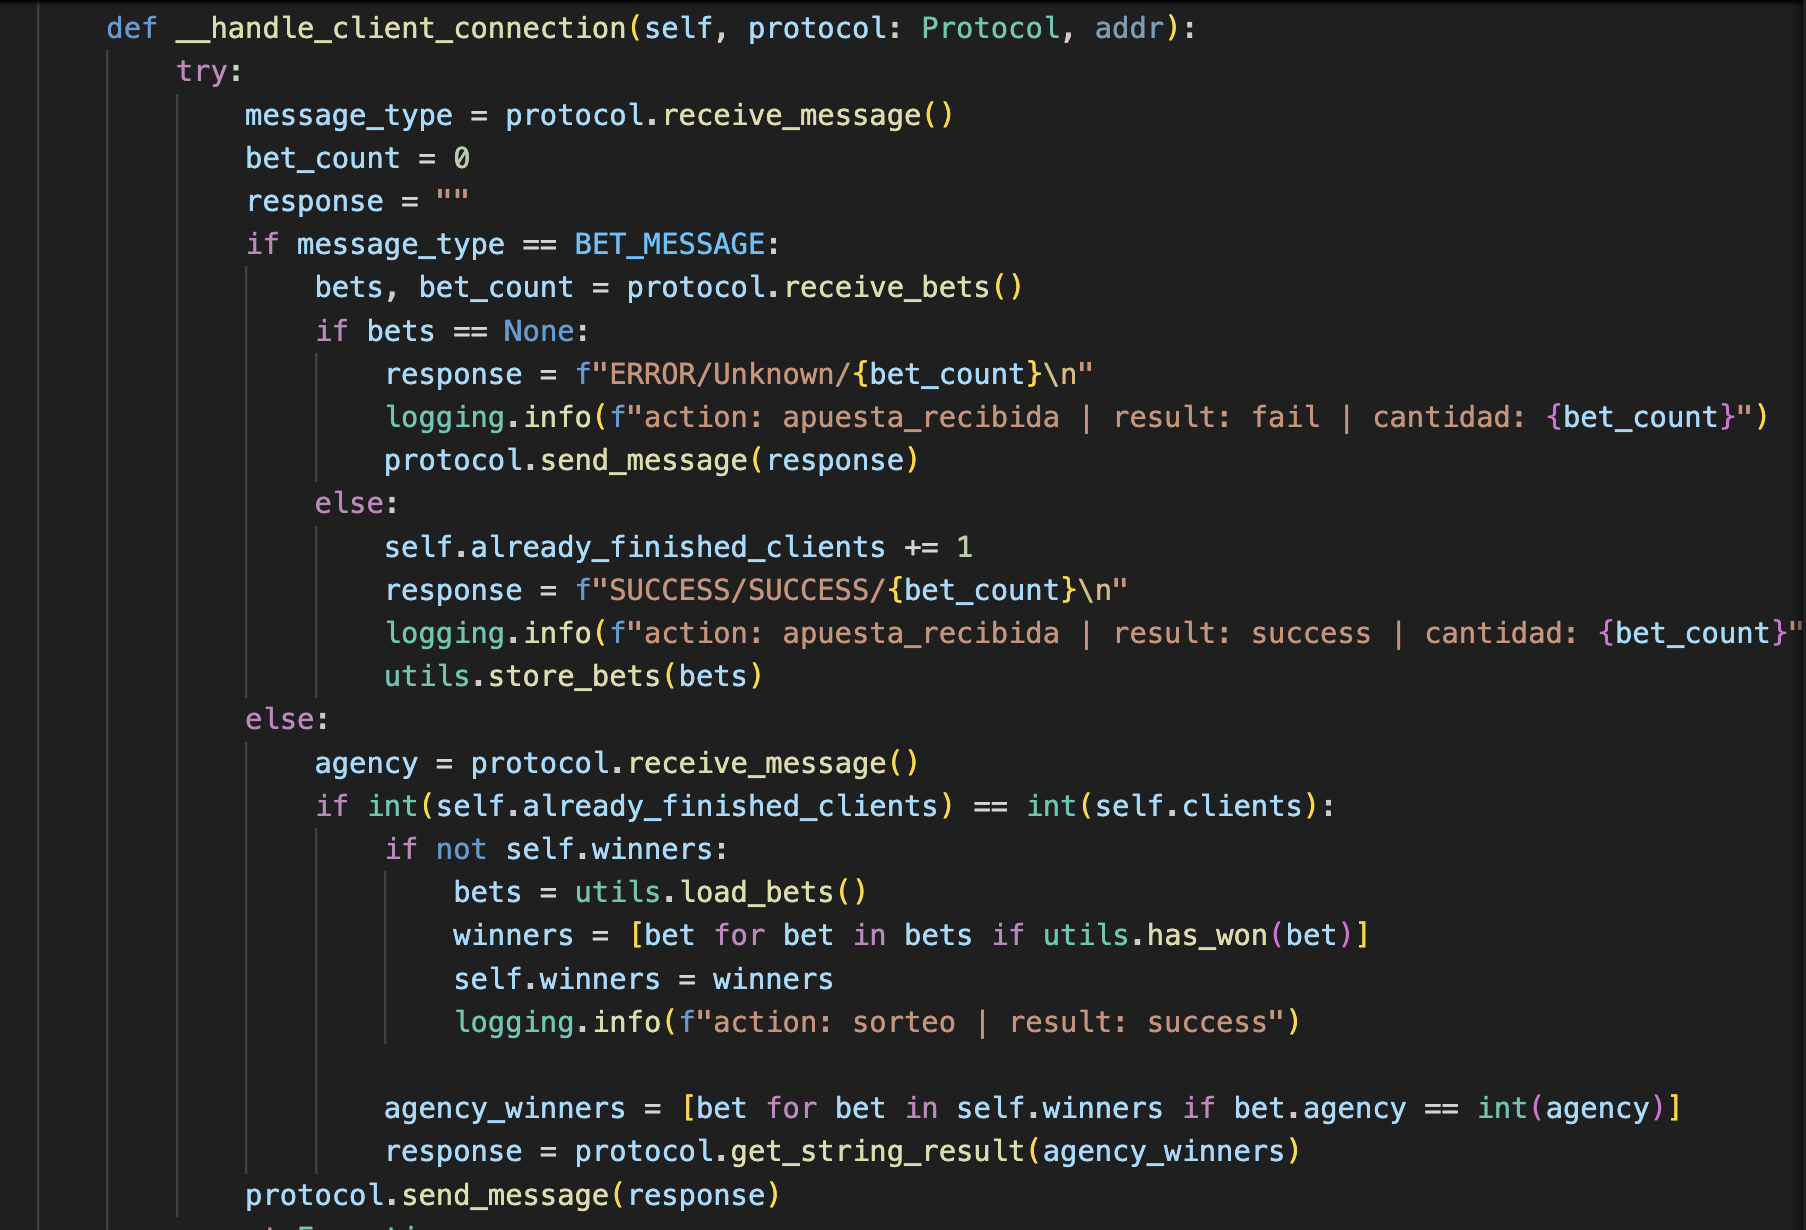 def __handle_client_connection(self, protocol: Protocol, addr):
try:
message_type = protocol.receive_message()
bet_count = 0
response = ""
if message_type == BET_MESSAGE:
bets, bet_count = protocol.receive_bets()
if bets == None:
response = f"ERROR/Unknown/{bet_count}\n"
logging.info(f"action: apuesta_recibida | result: fail | cantidad: {bet_count}")
protocol.send_message(response)
else:
self.already_finished_clients += 1
response = f"SUCCESS/SUCCESS/{bet_count}\n"
logging.info(f"action: apuesta_recibida | result: success | cantidad: {bet_count}"
utils.store_bets(bets)
else:
agency = protocol.receive_message()
if int(self.already_finished_clients) == int(self.clients):
if not self.winners:
bets = utils.load_bets()
winners = [bet for bet in bets if utils.has_won(bet)]
self.winners = winners
logging.info(f"action: sorteo | result: success")
agency_winners = [bet for bet in self.winners if bet.agency == int(agency)]
response = protocol.get_string_result(agency_winners)
protocol.send_message(response)